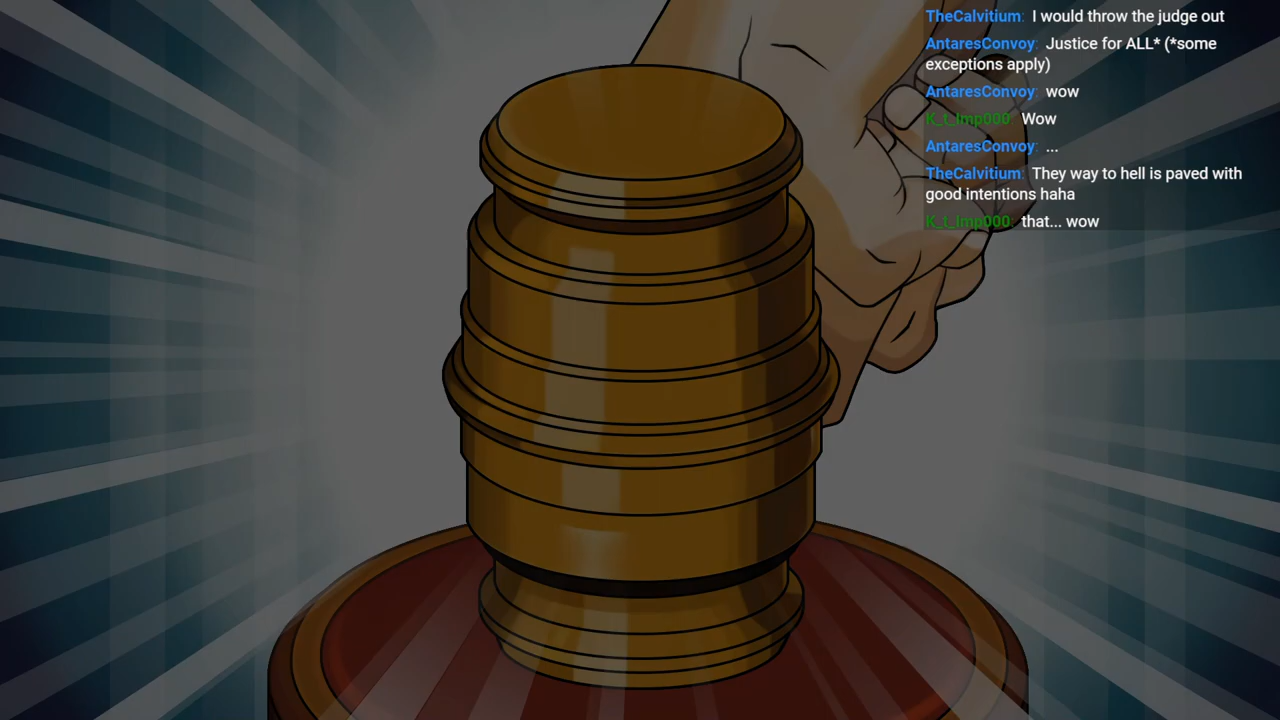 TheCalvitium: I would throw the judge out
AntaresConvoy: Justice for ALL* (*some
exceptions apply)
AntaresConvoy: wow
K_t_Imp000: Wow
AntaresConvoy: ...
TheCalvitium: They way to hell is paved with
good intentions haha
K_t_Imp000: that... wow